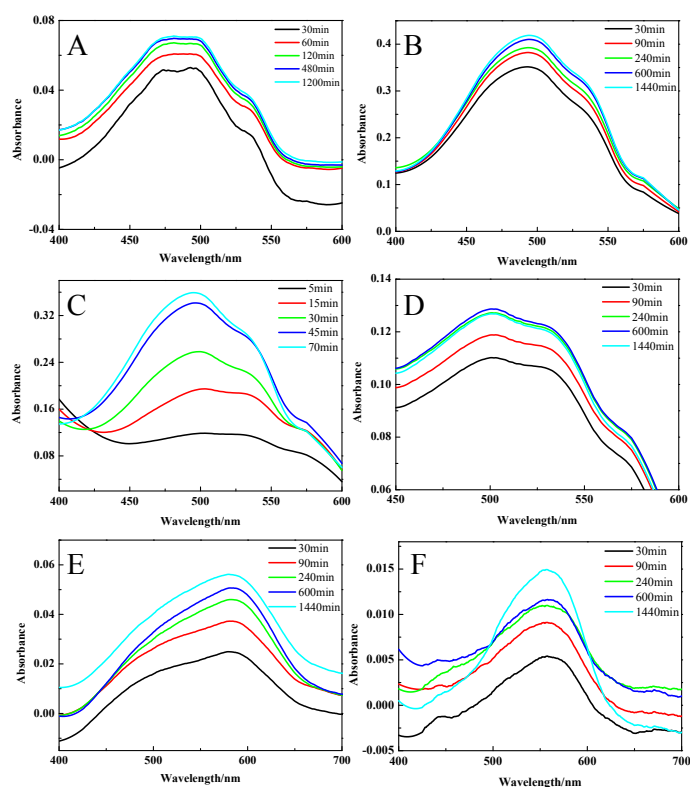 A
30min
60min
120min
480min
1200min
0.08
0.04
0.00
-0.04
Absorbance
400
450
500
550
600
Wavelength/nm
B
30min
90min
240min
600min
1440min
0.4
0.3
0.2
0.1
0.0
Absorbance
400
450
500
550
600
Wavelength/nm
C
5min
15min
30min
45min
70min
0.36
0.28
0.20
0.12
Absorbance
400
450
500
550
600
Wavelength/nm
D
30min
90min
240min
600min
1440min
0.14
0.12
0.10
0.08
0.06
Absorbance
450
500
550
600
Wavelength/nm
E
30min
90min
240min
600min
1440min
0.06
0.04
0.02
0.00
Absorbance
400
500
600
700
Wavelength/nm
F
30min
90min
240min
600min
1440min
0.015
0.010
0.005
0.000
-0.005
Absorbance
400
500
600
700
Wavelength/nm